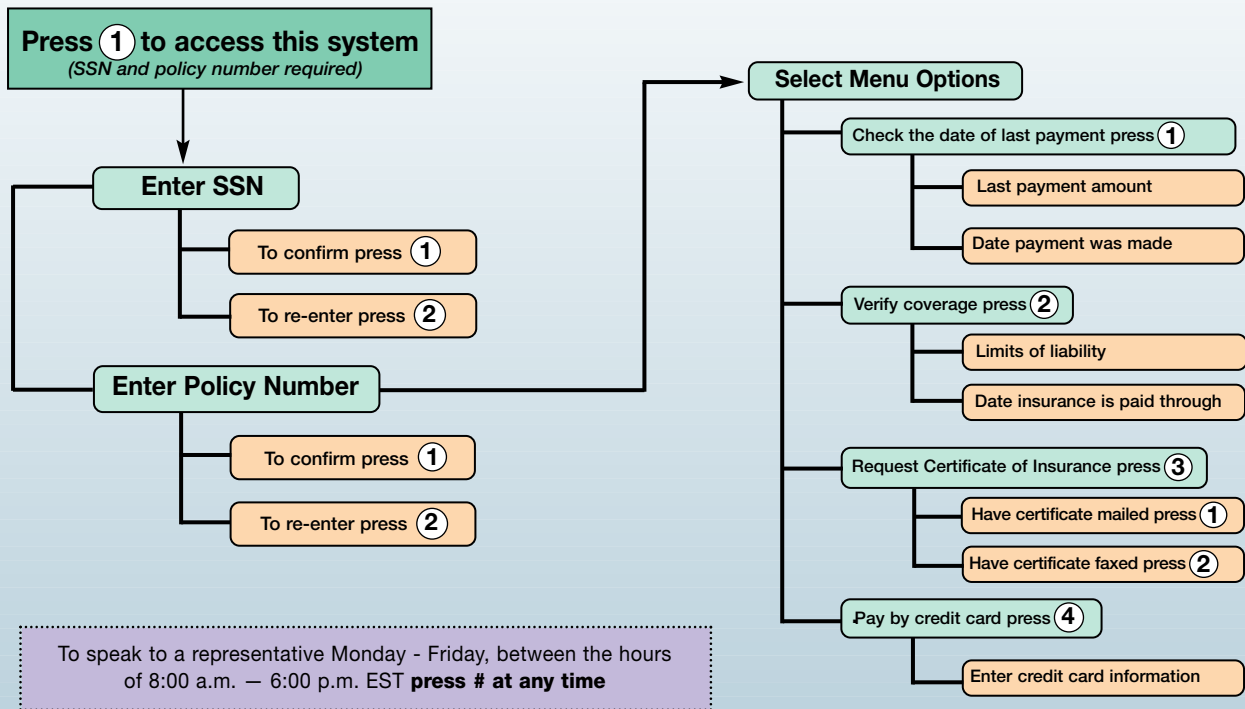 Press 1 to access this system
(SSN and policy number required)
Enter SSN
To confirm press 1
To re-enter press 2
Enter Policy Number
To confirm press 1
To re-enter press 2
Select Menu Options
Check the date of last payment press 1
Last payment amount
Date payment was made
Verify coverage press 2
Limits of liability
Date insurance is paid through
Request Certificate of Insurance press 3
Have certificate mailed press 1
Have certificate faxed press 2
Pay by credit card press 4
Enter credit card information
To speak to a representative Monday - Friday, between the hours
of 8:00 a.m. — 6:00 p.m. EST press # at any time